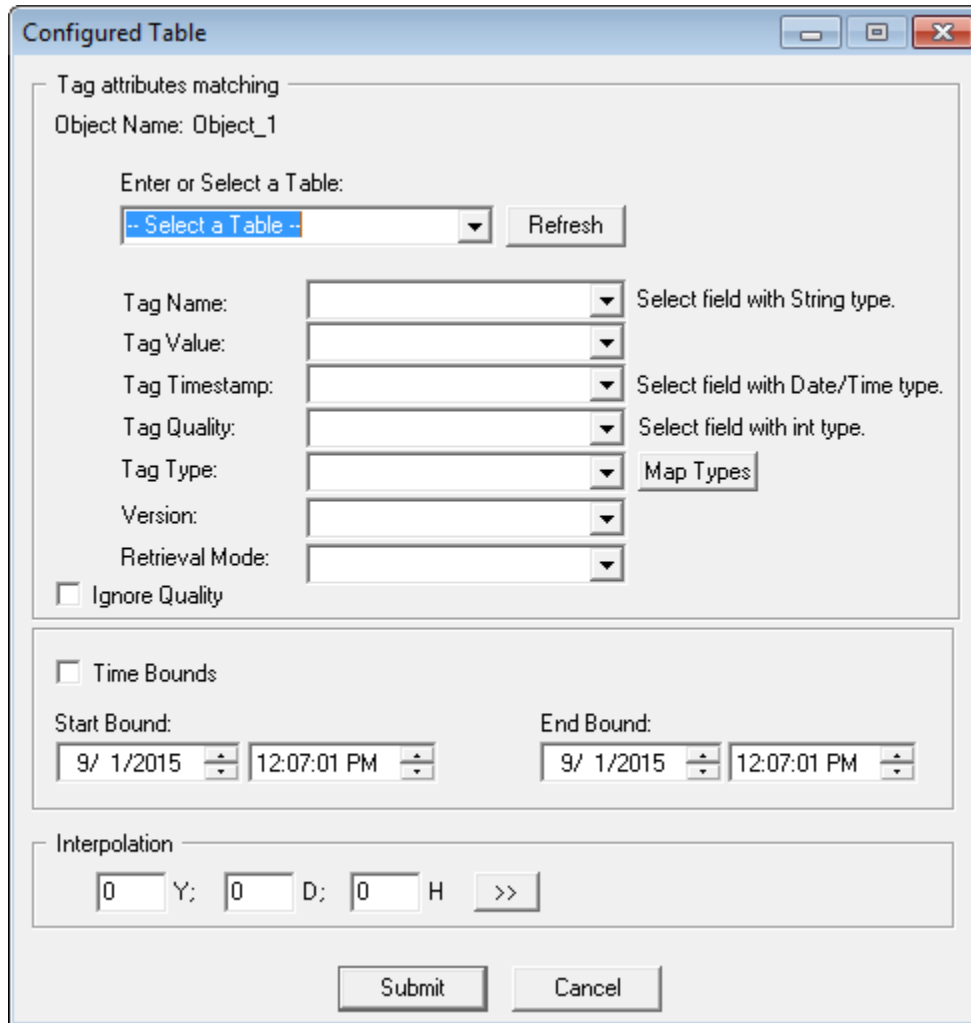 Configured Table
Tag attributes matching
Object Name: Object_1
Enter or Select a Table:
-- Select a Table --
Refresh
Tag Name:
Select field with String type.
Tag Value:
Tag Timestamp:
Select field with Date/Time type.
Tag Quality:
Select field with int type.
Tag Type:
Map Types
Version:
Retrieval Mode:
Ignore Quality
Time Bounds
Start Bound:
End Bound:
9/ 1/2015 12:07:01 PM
9/ 1/2015 12:07:01 PM
Interpolation
0 Y; 0 D; 0 H >>
Submit
Cancel